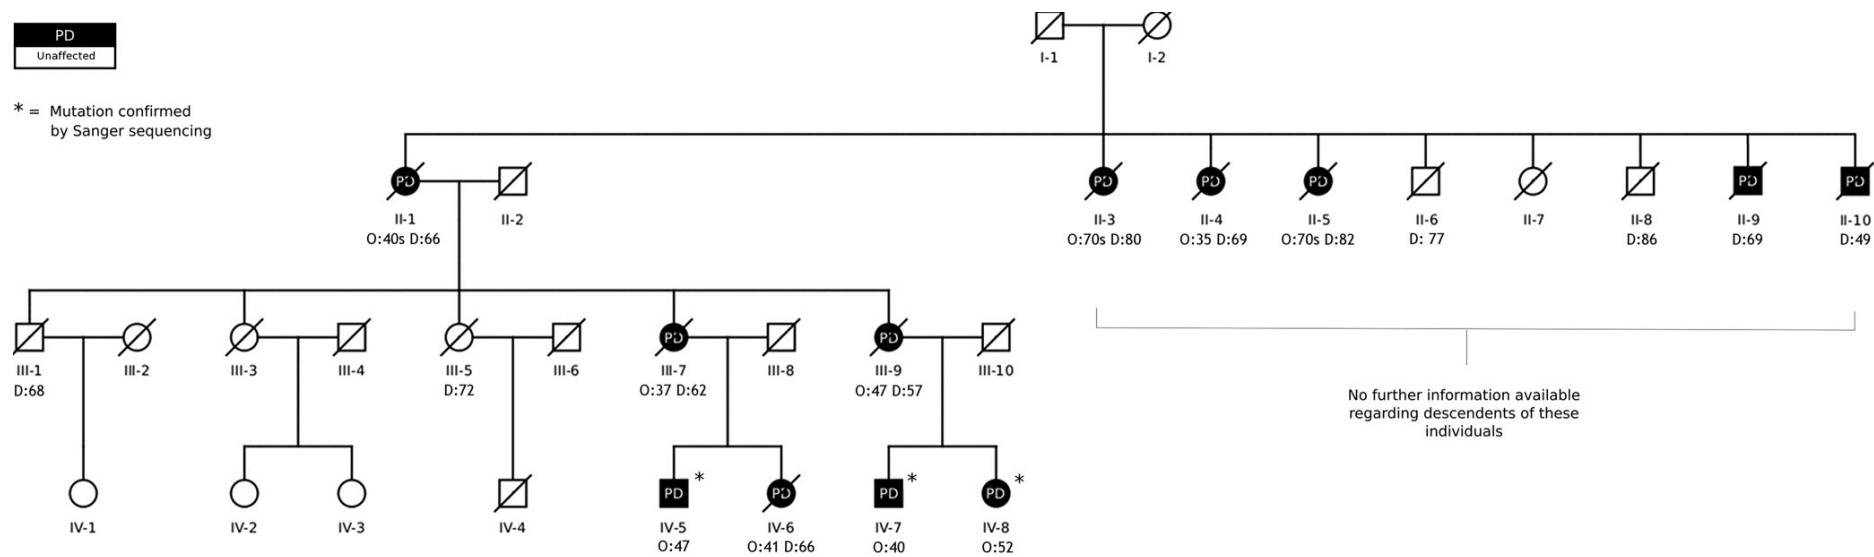 PD
Unaffected
* = Mutation confirmed
by Sanger sequencing
I-1 I-2
PD PD PD PD PD PD
II-1 II-2 II-3 II-4 II-5 II-6 II-7 II-8 II-9 II-10
O:40s D:66 O:70s D:80 O:35 D:69 O:70s D:82 D: 77 D:86 D:69 D:49
PD PD
III-1 III-2 III-3 III-4 III-5 III-6 III-7 III-8 III-9 III-10
D:68 D:72 O:37 D:62 O:47 D:57
No further information available
regarding descendents of these
individuals
PD * PD PD * PD *
IV-1 IV-2 IV-3 IV-4 IV-5 IV-6 IV-7 IV-8
O:47 O:41 D:66 O:40 O:52